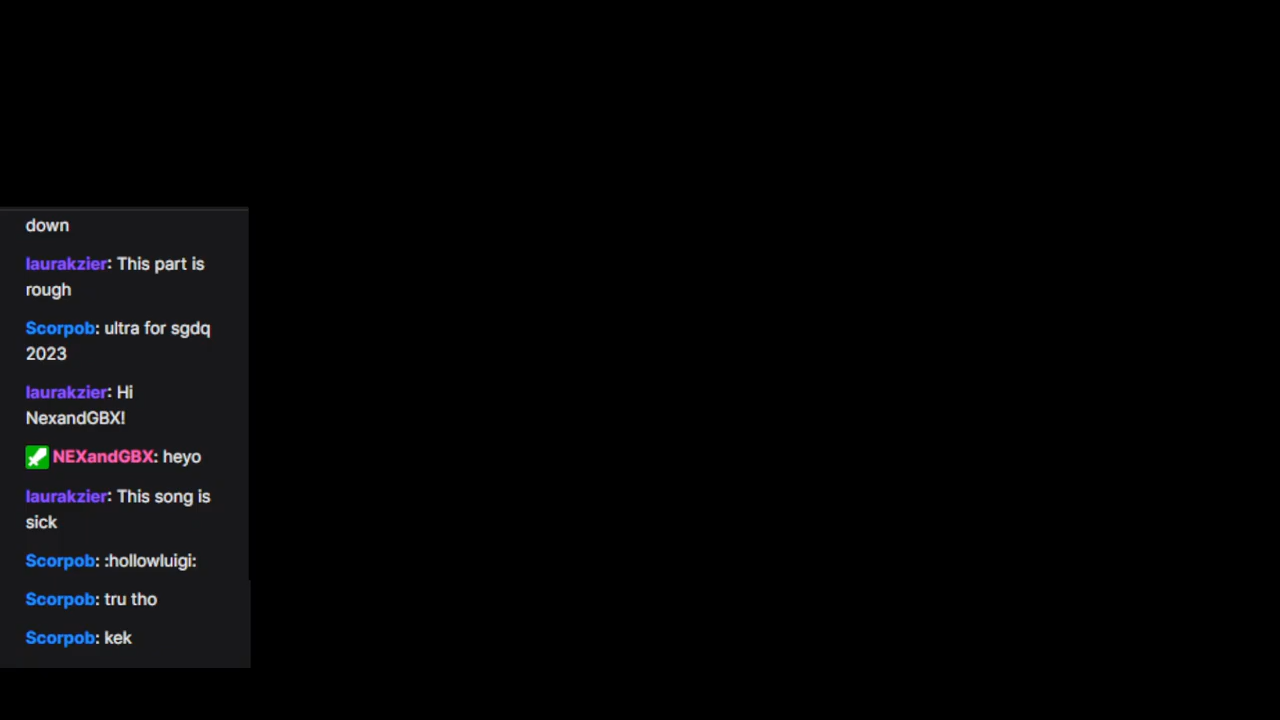 down
laurakzier: This part is
rough
Scorpob: ultra for sgdq
2023
laurakzier: Hi
NexandGBX!
NEXandGBX: heyo
laurakzier: This song is
sick
Scorpob: :hollowluigi:
Scorpob: tru tho
Scorpob: kek